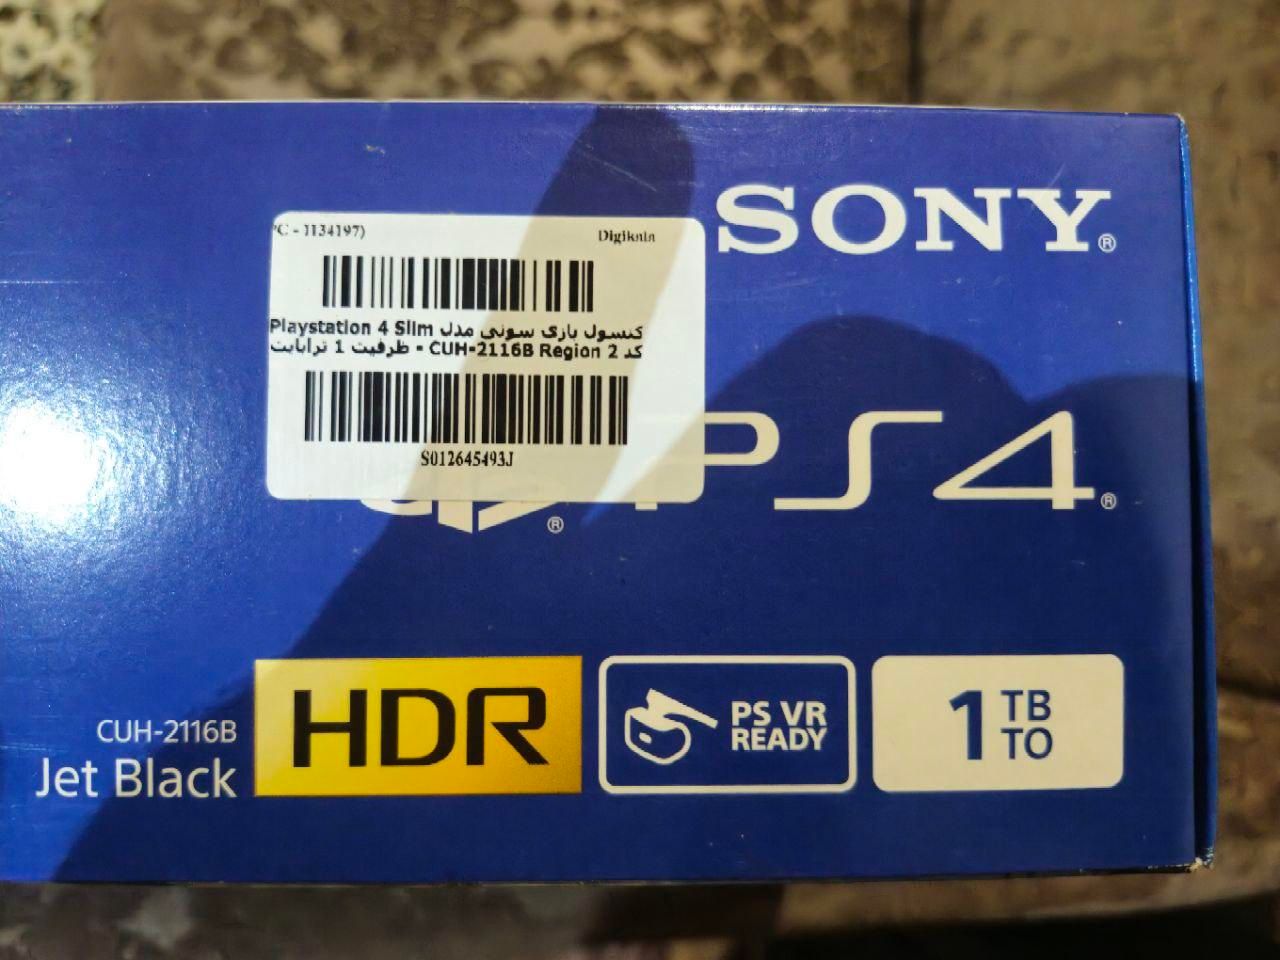 SONY®
'C - 1134197)
Digikala
کنسول بازی سونی مدل Playstation 4 Slim
کد CUH-2116B Region 2 - ظرفیت 1 ترابایت
S012645493J
PS4®
®
CUH-2116B
Jet Black
HDR
PS VR
READY
1 TB
TO